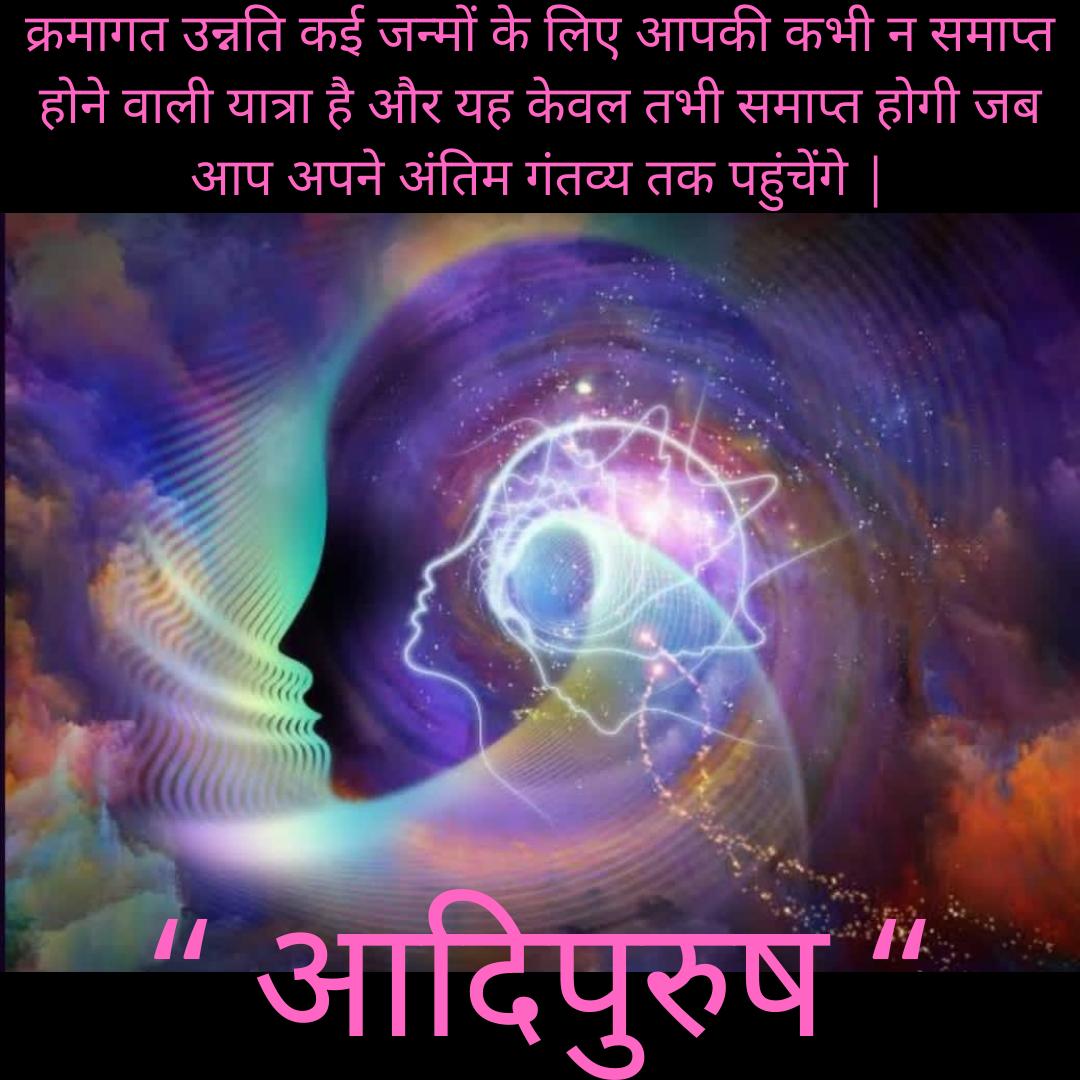 क्रमागत उन्नति कई जन्मों के लिए आपकी कभी न समाप्त
होने वाली यात्रा है और यह केवल तभी समाप्त होगी जब
आप अपने अंतिम गंतव्य तक पहुंचेंगे |
“ आदिपुरुष “